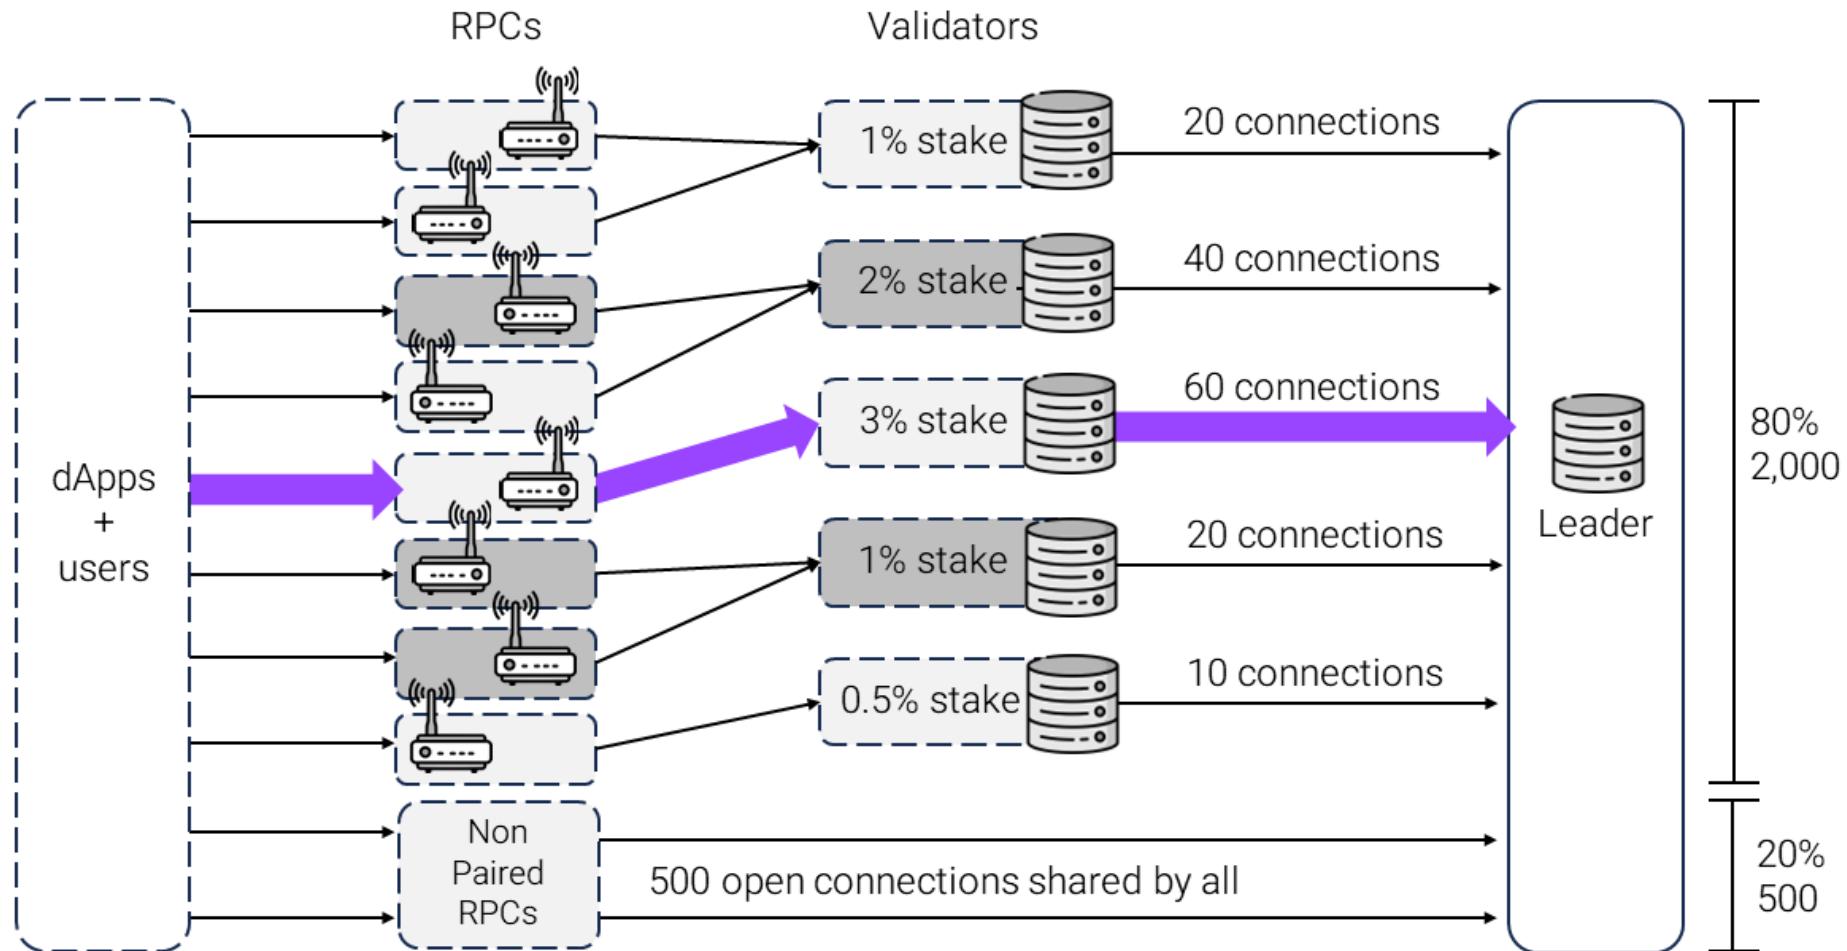 RPCs
Validators
1% stake
20 connections
2% stake
40 connections
3% stake
60 connections
1% stake
20 connections
0.5% stake
10 connections
dApps
+
users
Leader
80%
2,000
Non
Paired
RPCs
500 open connections shared by all
20%
500